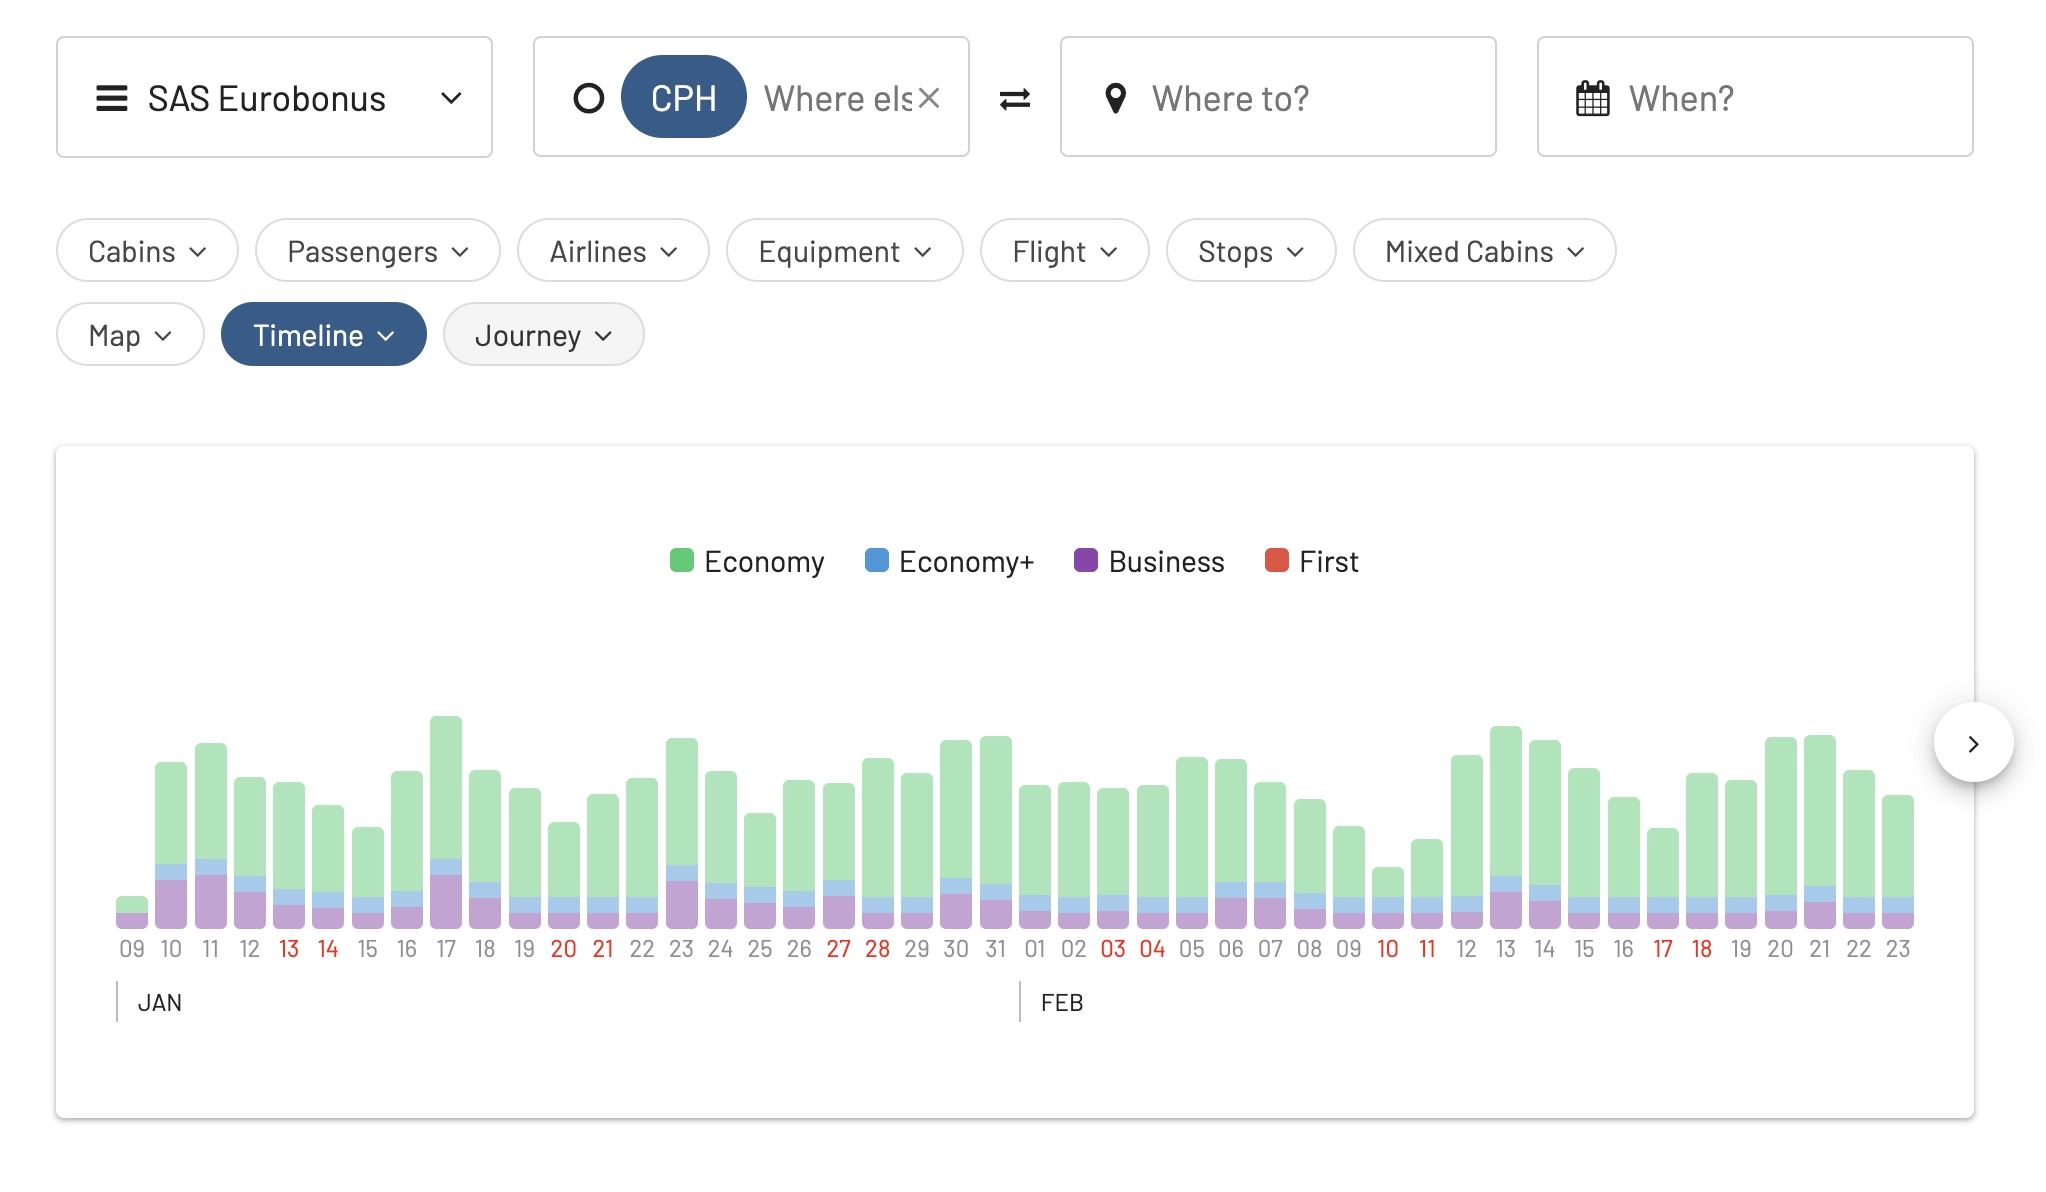 SAS Eurobonus
CPH
Where els
Where to?
When?
Cabins
Passengers
Airlines
Equipment
Flight
Stops
Mixed Cabins
Map
Timeline
Journey
Economy
Economy+
Business
First
09 10 11 12 13 14 15 16 17 18 19 20 21 22 23 24 25 26 27 28 29 30 31 01 02 03 04 05 06 07 08 09 10 11 12 13 14 15 16 17 18 19 20 21 22 23
JAN
FEB